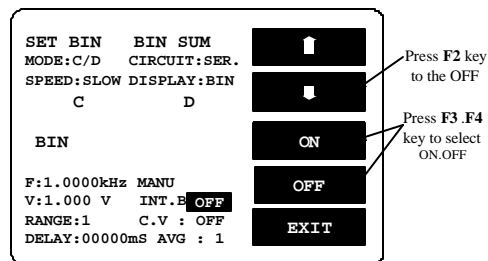 SET BIN BIN SUM
MODE:C/D CIRCUIT:SER.
SPEED:SLOW DISPLAY:BIN
C D
BIN
F:1.0000kHz MANU
V:1.000 V INT.B OFF
RANGE:1 C.V : OFF
DELAY:00000mS AVG : 1
ON
OFF
EXIT
Press F2 key
to the OFF
Press F3 .F4
key to select
ON.OFF